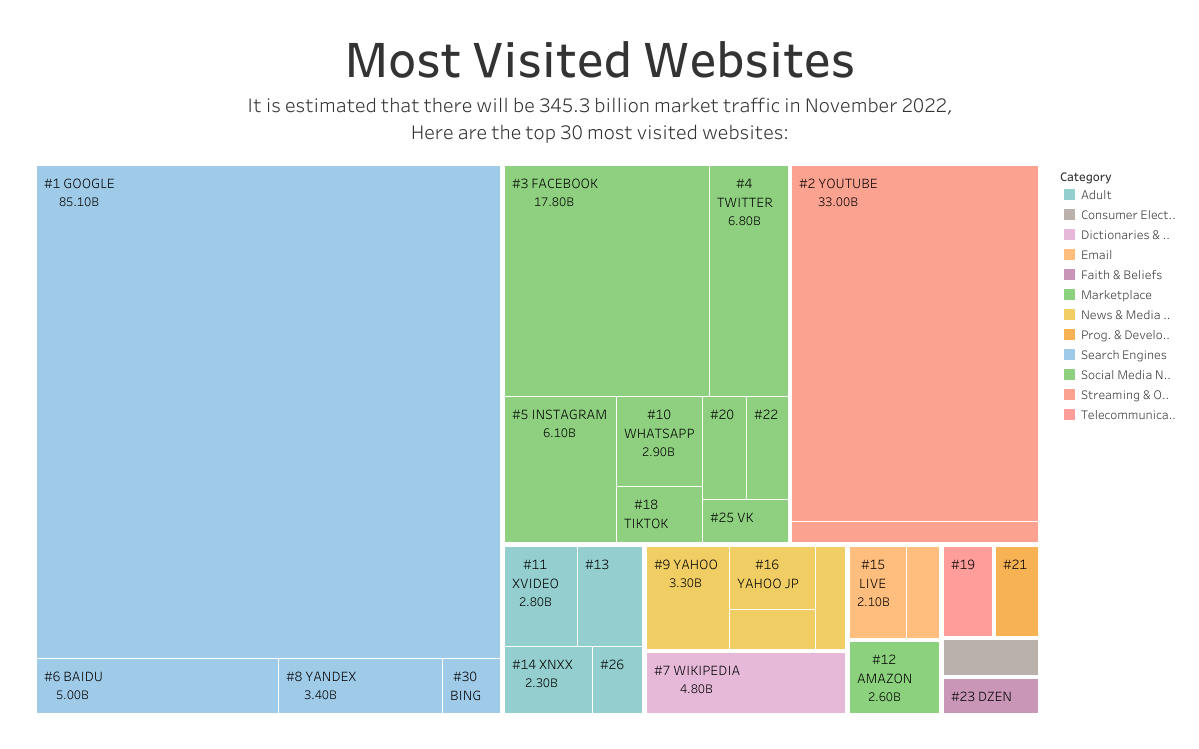 Most Visited Websites
It is estimated that there will be 345.3 billion market traffic in November 2022,
Here are the top 30 most visited websites:
#1 GOOGLE
85.10B
#6 BAIDU
5.00B
#8 YANDEX
3.40B
#30
BING
#3 FACEBOOK
17.80B
#4
TWITTER
6.80B
#5 INSTAGRAM
6.10B
#10
WHATSAPP
2.90B
#18
TIKTOK
#20
#22
#25 VK
#2 YOUTUBE
33.00B
#11
XVIDEO
2.80B
#13
#14 XNXX
2.30B
#26
#9 YAHOO
3.30B
#16
YAHOO JP
#7 WIKIPEDIA
4.80B
#15
LIVE
2.10B
#12
AMAZON
2.60B
#19
#21
#23 DZEN
Category
Adult
Consumer Elect..
Dictionaries & ..
Email
Faith & Beliefs
Marketplace
News & Media ..
Prog. & Develo..
Search Engines
Social Media N..
Streaming & O..
Telecommunica..